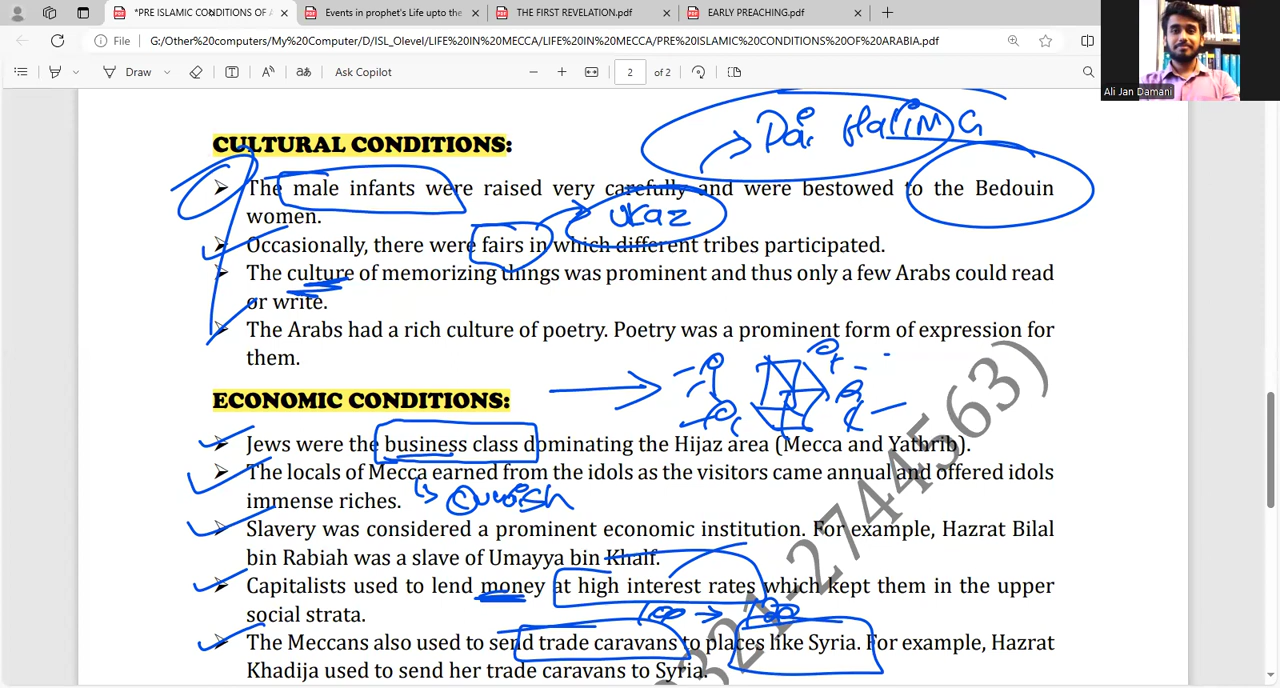 *PRE ISLAMIC CONDITIONS OF A
Events in prophet's Life upto the
THE FIRST REVELATION.pdf
EARLY PREACHING.pdf
File
G:/Other%20computers/My%20Computer/D/ISL_Olevel/LIFE%20IN%20MECCA/LIFE%20IN%20MECCA/PRE%20ISLAMIC%20CONDITIONS%20OF%20ARABIA.pdf
Draw
Ask Copilot
2 of 2
Ali Jan Damani
Dai Halima
CULTURAL CONDITIONS:
➢ The male infants were raised very carefully and were bestowed to the Bedouin
women.
Ukaz
➢ Occasionally, there were fairs in which different tribes participated.
➢ The culture of memorizing things was prominent and thus only a few Arabs could read
or write.
➢ The Arabs had a rich culture of poetry. Poetry was a prominent form of expression for
them.
ECONOMIC CONDITIONS:
➢ Jews were the business class dominating the Hijaz area (Mecca and Yathrib).
➢ The locals of Mecca earned from the idols as the visitors came annual and offered idols
immense riches.
Quraish
➢ Slavery was considered a prominent economic institution. For example, Hazrat Bilal
bin Rabiah was a slave of Umayya bin Khalf.
➢ Capitalists used to lend money at high interest rates which kept them in the upper
social strata.
100 →
➢ The Meccans also used to send trade caravans to places like Syria. For example, Hazrat
Khadija used to send her trade caravans to Syria.
0321-2744563)